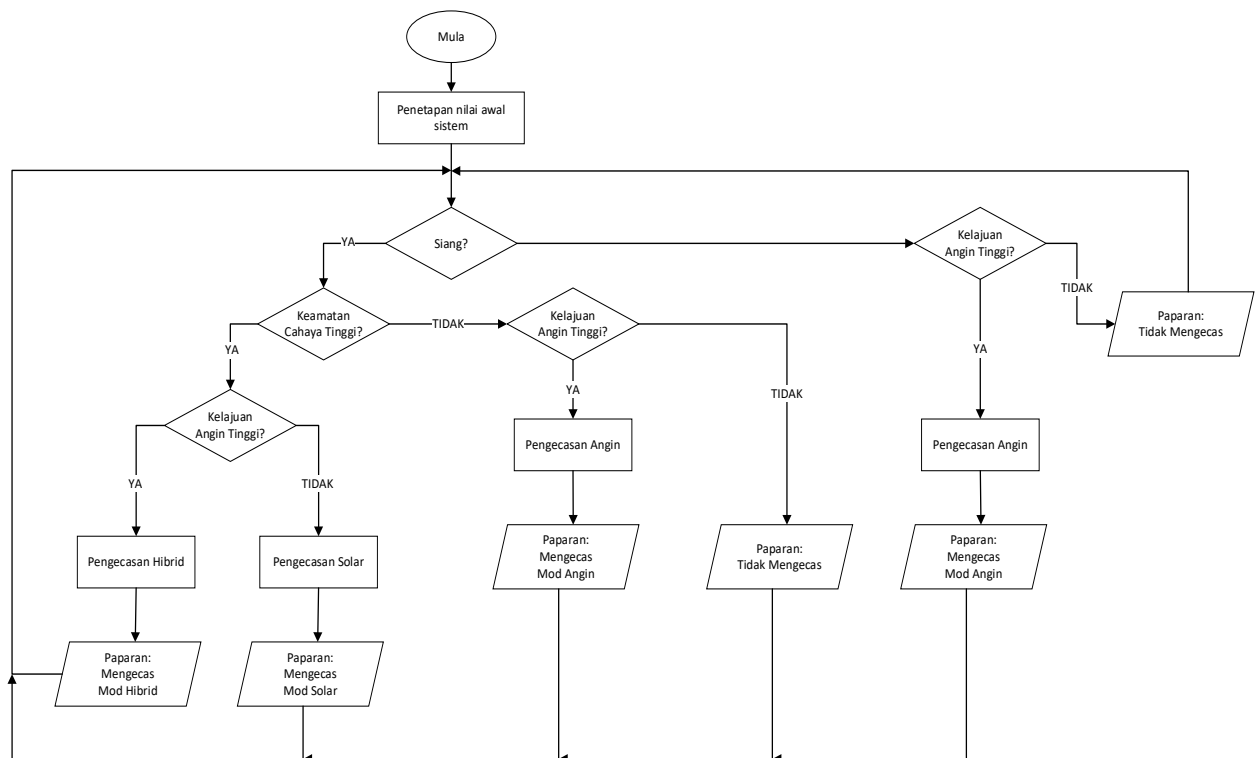 Mula
Penetapan nilai awal
sistem
Siang?
YA
Kelajuan
Angin Tinggi?
TIDAK
Paparan:
Tidak Mengecas
YA
Keamatan
Cahaya Tinggi?
TIDAK
Kelajuan
Angin Tinggi?
YA
TIDAK
YA
Kelajuan
Angin Tinggi?
YA
TIDAK
Pengecasan Angin
Pengecasan Angin
Pengecasan Hibrid
Pengecasan Solar
Paparan:
Mengecas
Mod Angin
Paparan:
Tidak Mengecas
Paparan:
Mengecas
Mod Angin
Paparan:
Mengecas
Mod Hibrid
Paparan:
Mengecas
Mod Solar